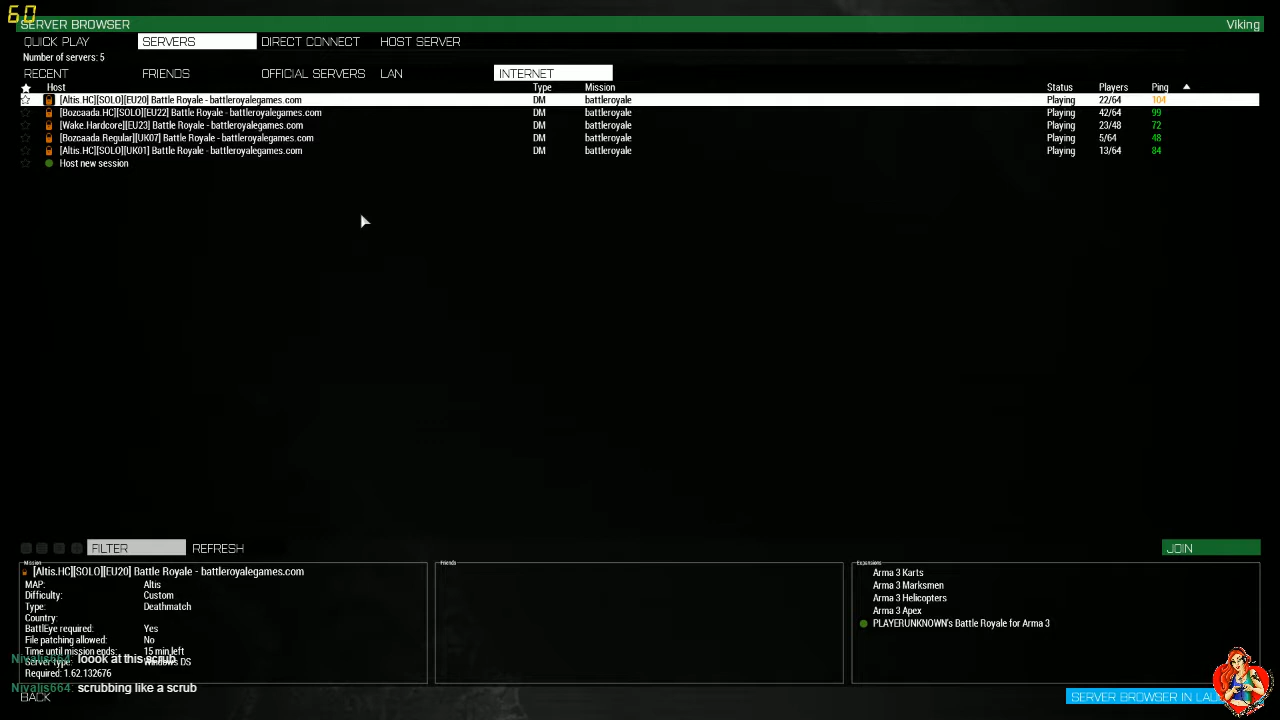 60
SERVER BROWSER
Viking
QUICK PLAY SERVERS DIRECT CONNECT HOST SERVER
Number of servers: 5
RECENT FRIENDS OFFICIAL SERVERS LAN INTERNET
Host Type Mission Status Players Ping
[Altis.HC][SOLO][EU20] Battle Royale - battleroyalegames.com DM battleroyale Playing 22/64 104
[Bozcaada.HC][SOLO][EU22] Battle Royale - battleroyalegames.com DM battleroyale Playing 42/64 99
[Wake.Hardcore][EU23] Battle Royale - battleroyalegames.com DM battleroyale Playing 23/48 72
[Bozcaada Regular][UK07] Battle Royale - battleroyalegames.com DM battleroyale Playing 5/64 48
[Altis.HC][SOLO][UK01] Battle Royale - battleroyalegames.com DM battleroyale Playing 13/64 84
Host new session
FILTER REFRESH JOIN
Mission Friends Expansions
[Altis.HC][SOLO][EU20] Battle Royale - battleroyalegames.com
MAP: Altis
Difficulty: Custom
Type: Deathmatch
Country:
BattlEye required: Yes
File patching allowed: No
Time until mission ends: 15 min left
Server type: Windows DS
Required: 1.62.132676
Arma 3 Karts
Arma 3 Marksmen
Arma 3 Helicopters
Arma 3 Apex
PLAYERUNKNOWN's Battle Royale for Arma 3
Nivalis664: loook at this scrub
Nivalis664: scrubbing like a scrub
BACK
SERVER BROWSER IN